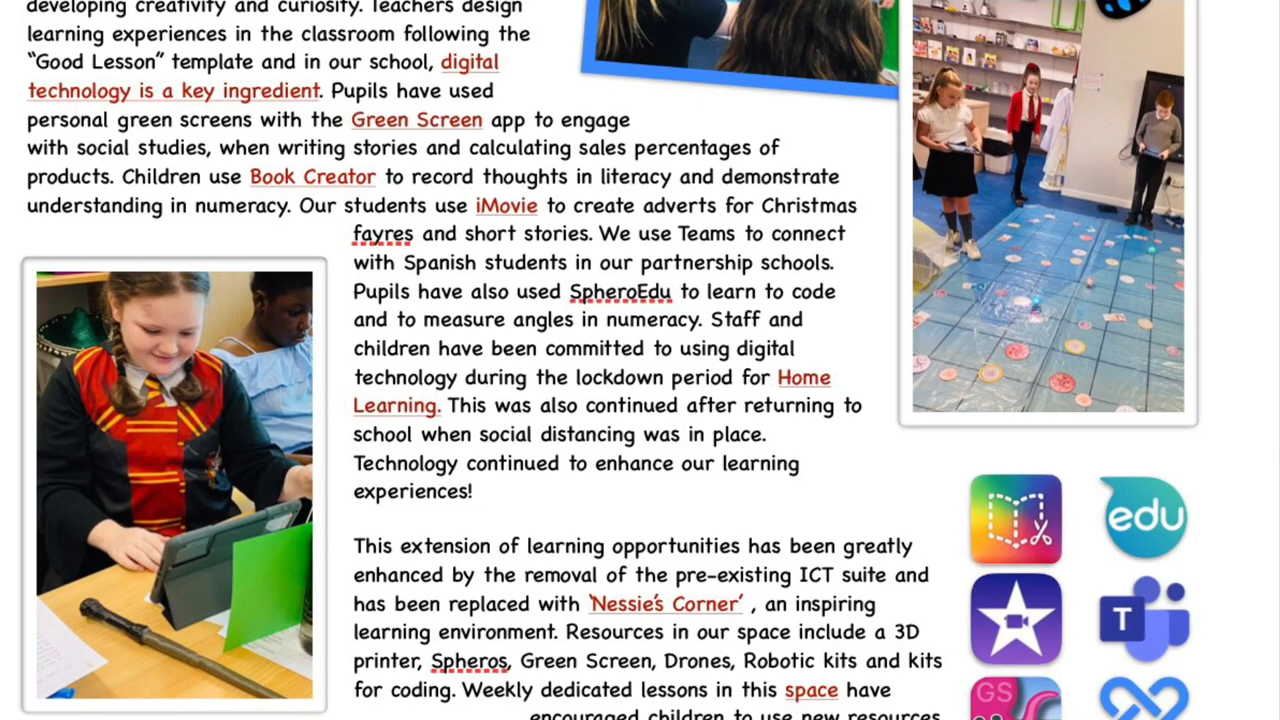 developing creativity and curiosity. Teachers design
learning experiences in the classroom following the
“Good Lesson” template and in our school, digital
technology is a key ingredient. Pupils have used
personal green screens with the Green Screen app to engage
with social studies, when writing stories and calculating sales percentages of
products. Children use Book Creator to record thoughts in literacy and demonstrate
understanding in numeracy. Our students use iMovie to create adverts for Christmas
fayres and short stories. We use Teams to connect
with Spanish students in our partnership schools.
Pupils have also used SpheroEdu to learn to code
and to measure angles in numeracy. Staff and
children have been committed to using digital
technology during the lockdown period for Home
Learning. This was also continued after returning to
school when social distancing was in place.
Technology continued to enhance our learning
experiences!
This extension of learning opportunities has been greatly
enhanced by the removal of the pre-existing ICT suite and
has been replaced with ‘Nessie’s Corner’ , an inspiring
learning environment. Resources in our space include a 3D
printer, Spheros, Green Screen, Drones, Robotic kits and kits
for coding. Weekly dedicated lessons in this space have
encouraged children to use new resources
edu
T
GS